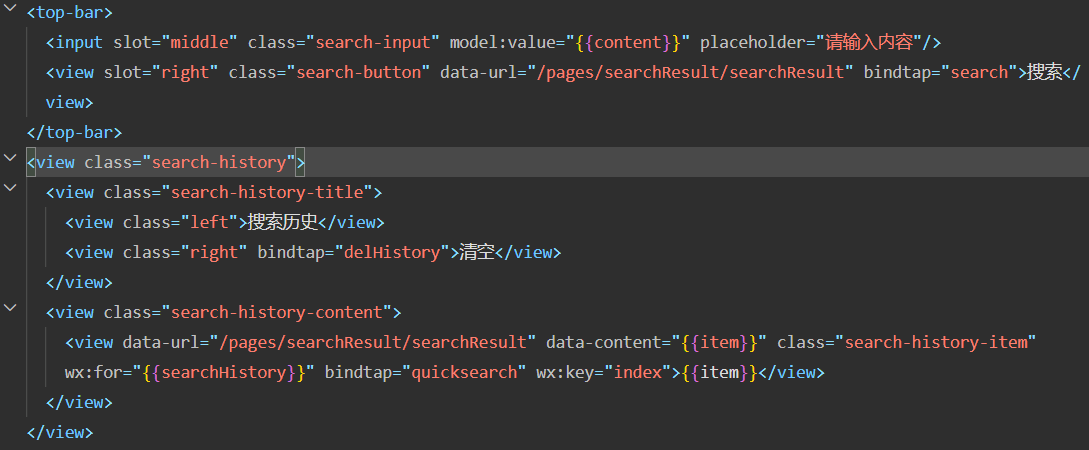 <top-bar>
<input slot="middle" class="search-input" model:value="{{content}}" placeholder="请输入内容"/>
<view slot="right" class="search-button" data-url="/pages/searchResult/searchResult" bindtap="search">搜索</
view>
</top-bar>
<view class="search-history">
<view class="search-history-title">
<view class="left">搜索历史</view>
<view class="right" bindtap="delHistory">清空</view>
</view>
<view class="search-history-content">
<view data-url="/pages/searchResult/searchResult" data-content="{{item}}" class="search-history-item"
wx:for="{{searchHistory}}" bindtap="quicksearch" wx:key="index">{{item}}</view>
</view>
</view>